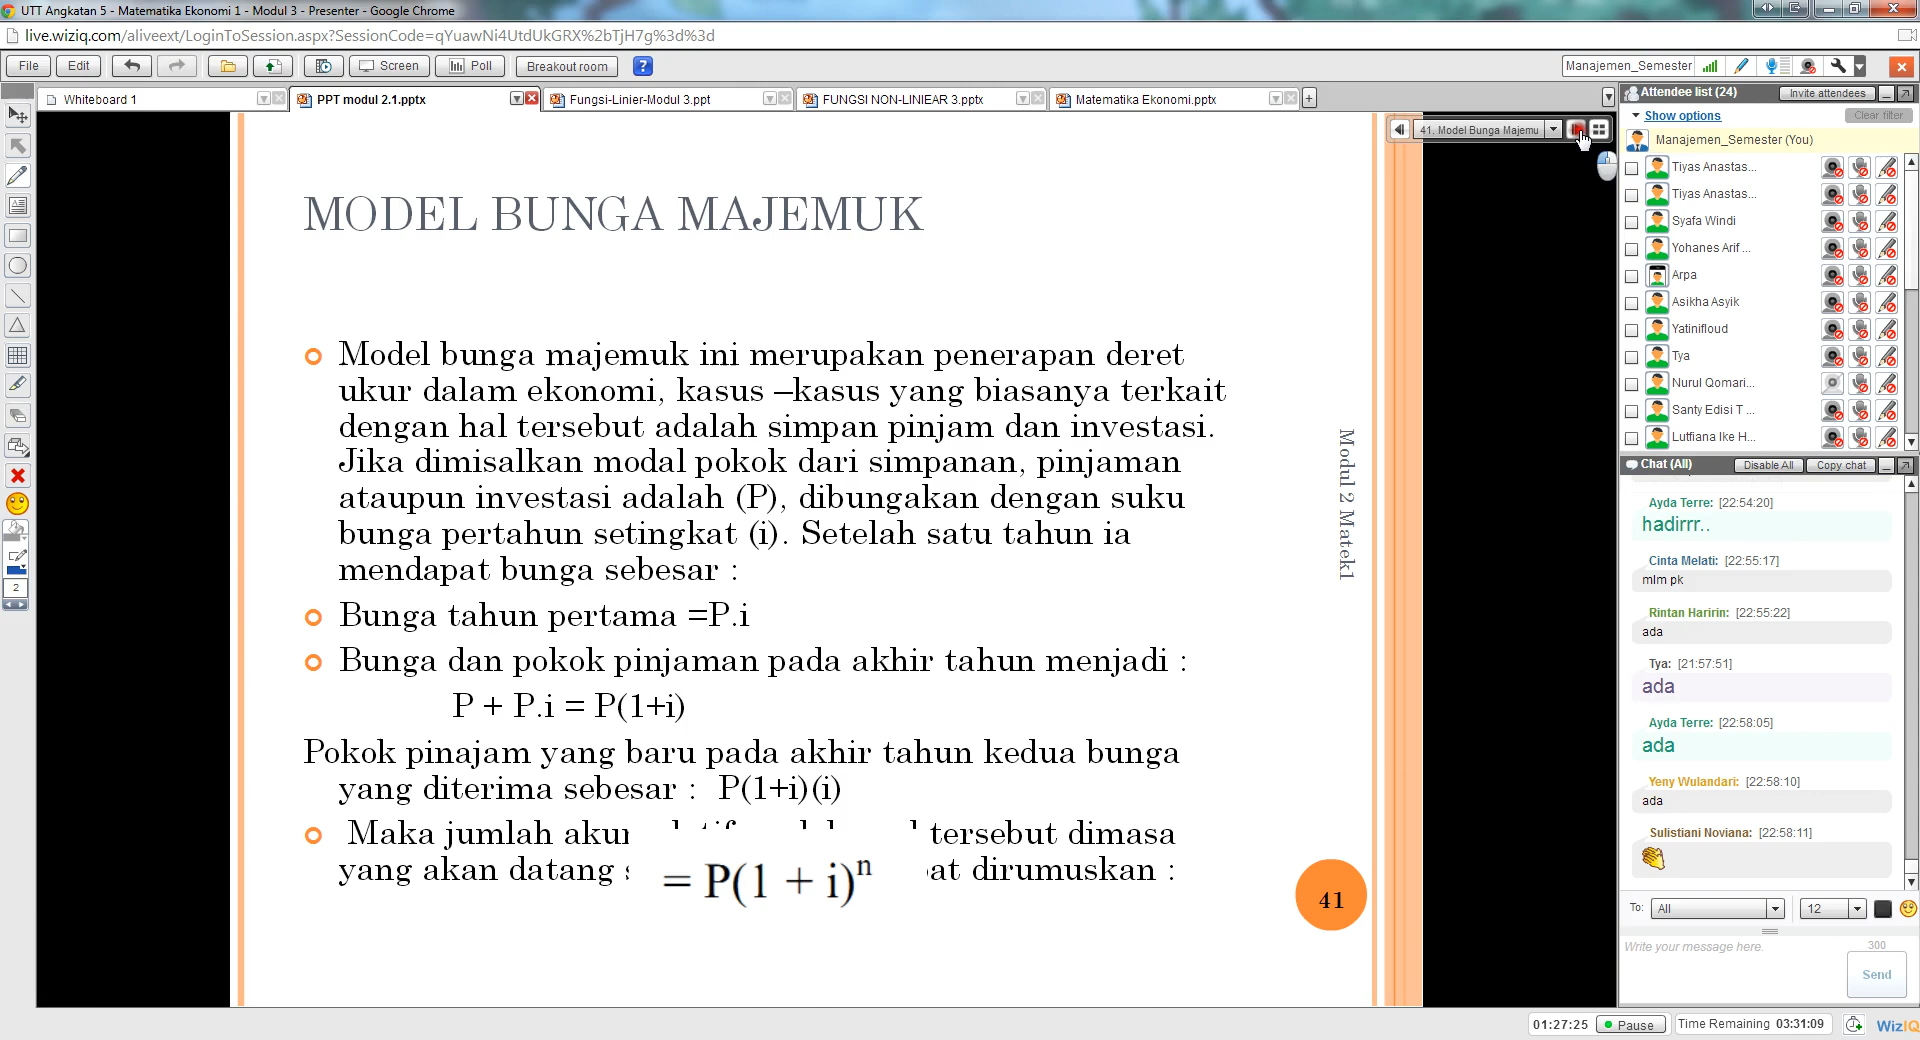 UTT Angkatan 5 - Matematika Ekonomi 1 - Modul 3 - Presenter - Google Chrome
live.wiziq.com/aliveext/LoginToSession.aspx?SessionCode=qYuawNi4UtdUkGRX%2bTjH7g%3d%3d
File Edit Screen Poll Breakout room ? Manajemen_Semester
Whiteboard 1 PPT modul 2.1.pptx Fungsi-Linier-Modul 3.ppt FUNGSI NON-LINIEAR 3.pptx Matematika Ekonomi.pptx
41. Model Bunga Majemu
MODEL BUNGA MAJEMUK
Model bunga majemuk ini merupakan penerapan deret
ukur dalam ekonomi, kasus –kasus yang biasanya terkait
dengan hal tersebut adalah simpan pinjam dan investasi.
Jika dimisalkan modal pokok dari simpanan, pinjaman
ataupun investasi adalah (P), dibungakan dengan suku
bunga pertahun setingkat (i). Setelah satu tahun ia
mendapat bunga sebesar :
Bunga tahun pertama =P.i
Bunga dan pokok pinjaman pada akhir tahun menjadi :
P + P.i = P(1+i)
Pokok pinajam yang baru pada akhir tahun kedua bunga
yang diterima sebesar : P(1+i)(i)
Maka jumlah tersebut dimasa
yang akan datang dirumuskan :
= P(1 + i)ⁿ
Modul 2 Matek1
41
2
Attendee list (24) Invite attendees
Show options Clear filter
Manajemen_Semester (You)
Tiyas Anastas...
Tiyas Anastas...
Syafa Windi
Yohanes Arif ...
Arpa
Asikha Asyik
Yatinifloud
Tya
Nurul Qomari...
Santy Edisi T ...
Lutfiana Ike H...
Chat (All) Disable All Copy chat
Ayda Terre: [22:54:20]
hadirrr..
Cinta Melati: [22:55:17]
mlm pk
Rintan Haririn: [22:55:22]
ada
Tya: [21:57:51]
ada
Ayda Terre: [22:58:05]
ada
Yeny Wulandari: [22:58:10]
ada
Sulistiani Noviana: [22:58:11]
To: All 12
Write your message here. 300
Send
01:27:25 Pause Time Remaining 03:31:09 WizIQ